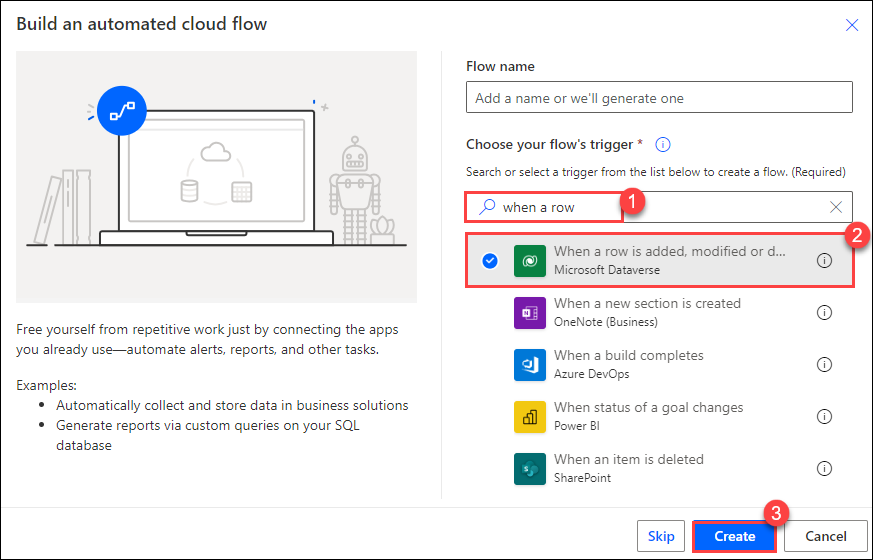 Build an automated cloud flow
Free yourself from repetitive work just by connecting the apps
you already use—automate alerts, reports, and other tasks.
Examples:
• Automatically collect and store data in business solutions
• Generate reports via custom queries on your SQL
database
Flow name
Add a name or we'll generate one
Choose your flow's trigger *
Search or select a trigger from the list below to create a flow. (Required)
when a row
1
2
When a row is added, modified or d...
Microsoft Dataverse
When a new section is created
OneNote (Business)
When a build completes
Azure DevOps
When status of a goal changes
Power BI
When an item is deleted
SharePoint
3
Skip
Create
Cancel